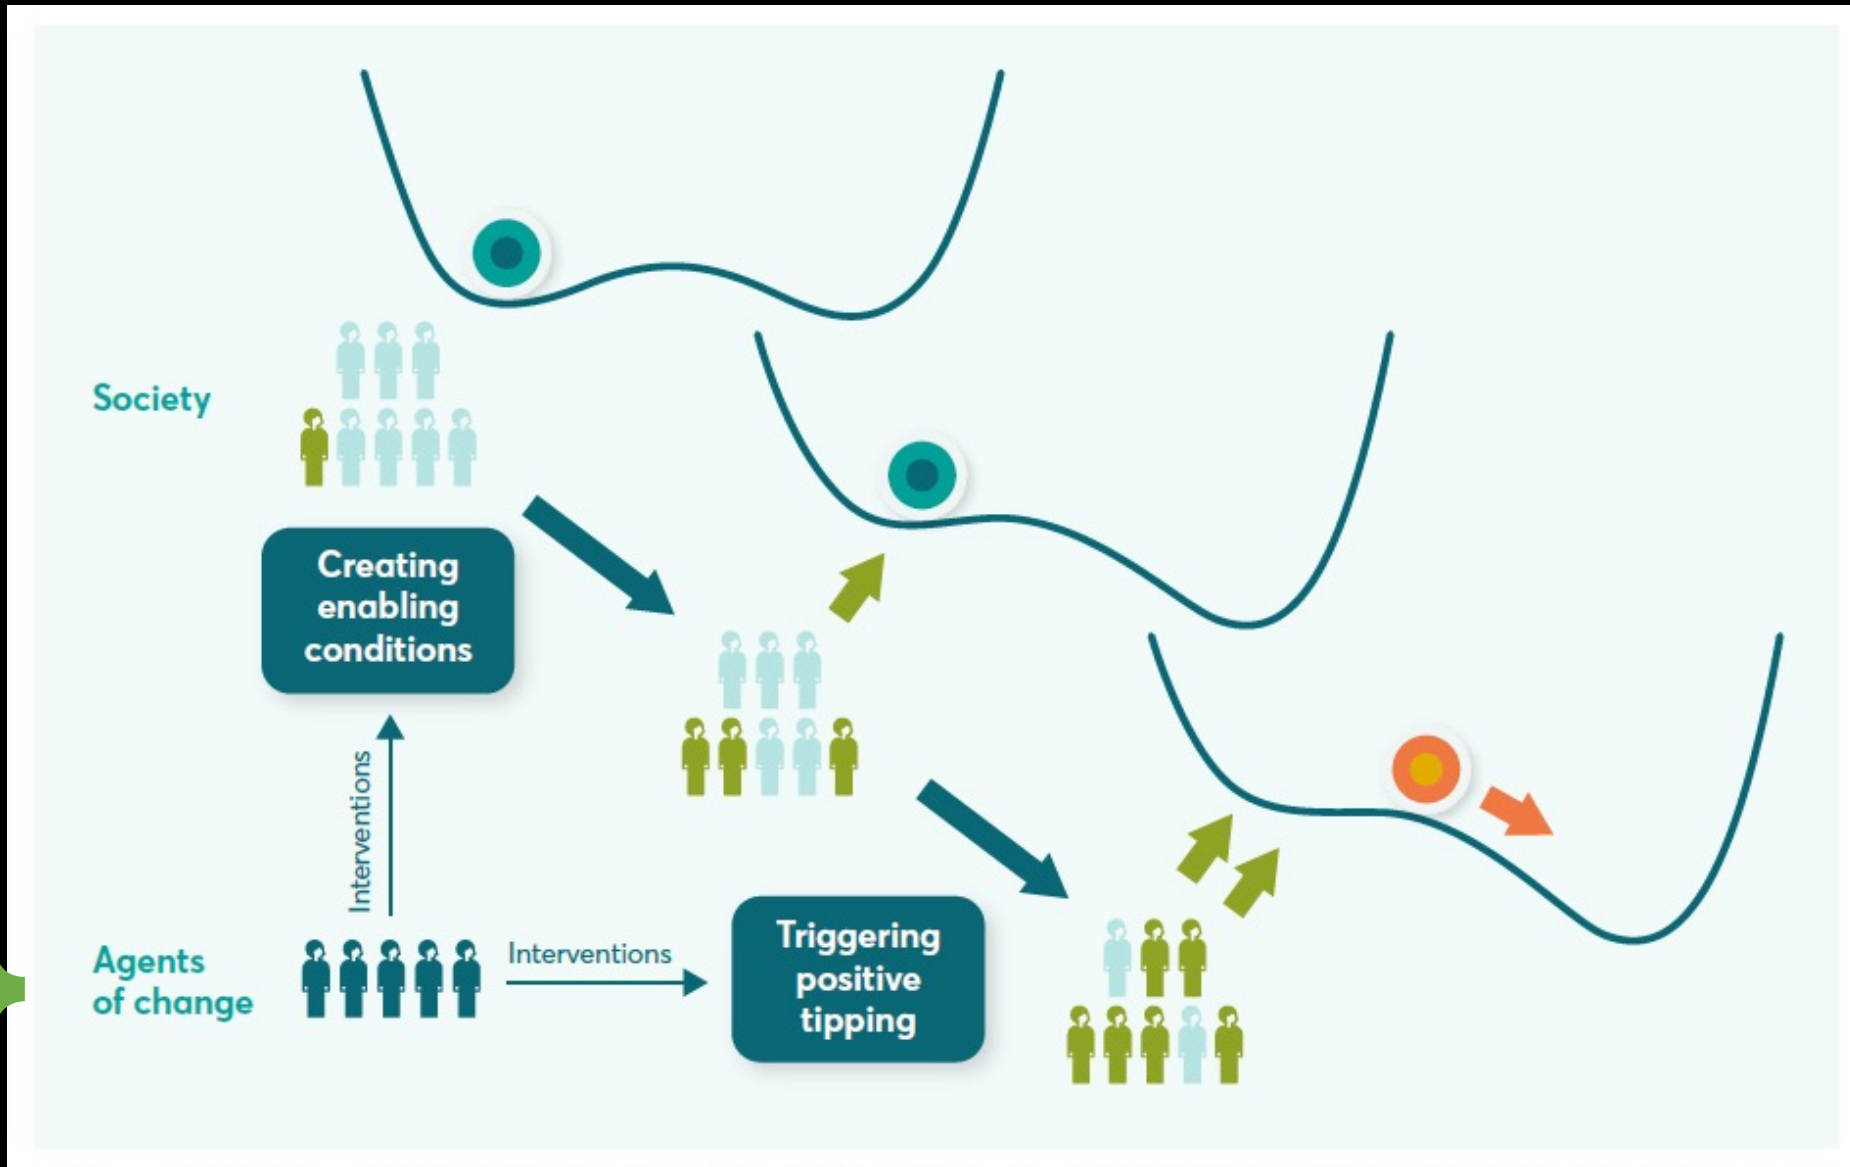 Society
Creating
enabling
conditions
Interventions
Agents
of change
Interventions
Triggering
positive
tipping